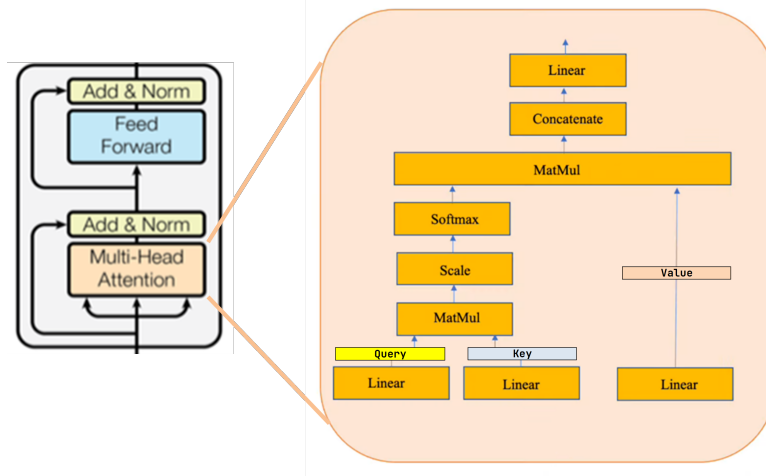 Add & Norm
Feed
Forward
Add & Norm
Multi-Head
Attention
Linear
Concatenate
MatMul
Softmax
Scale
Value
MatMul
Query
Key
Linear
Linear
Linear